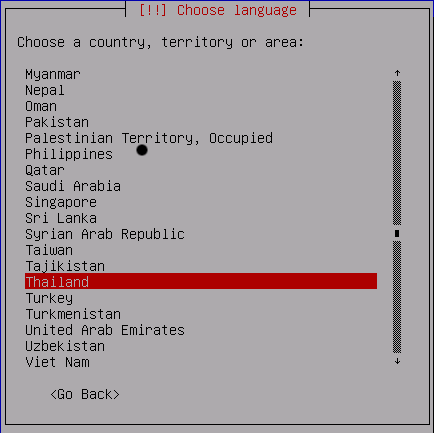 [!!] Choose language
Choose a country, territory or area:
Myanmar
Nepal
Oman
Pakistan
Palestinian Territory, Occupied
Philippines
Qatar
Saudi Arabia
Singapore
Sri Lanka
Syrian Arab Republic
Taiwan
Tajikistan
Thailand
Turkey
Turkmenistan
United Arab Emirates
Uzbekistan
Viet Nam
<Go Back>